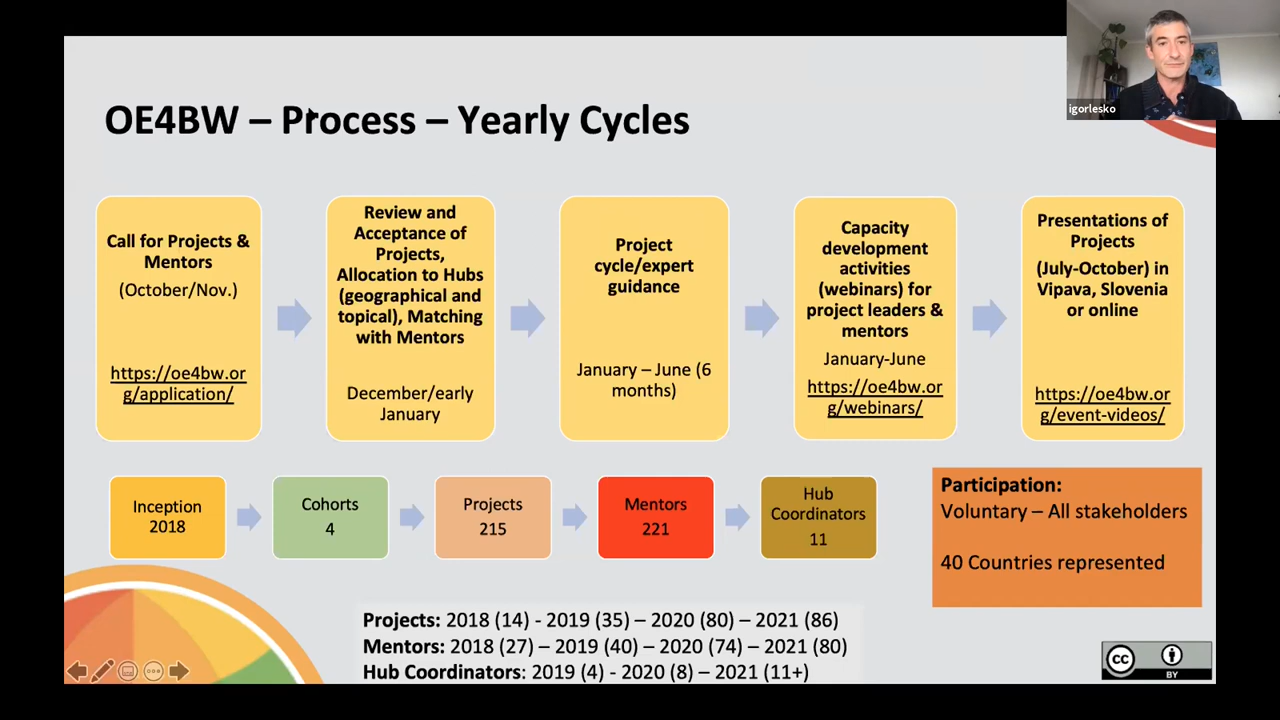 igorlesko
OE4BW – Process – Yearly Cycles
Call for Projects &
Mentors
(October/Nov.)
https://oe4bw.or
g/application/
Review and
Acceptance of
Projects,
Allocation to Hubs
(geographical and
topical), Matching
with Mentors
December/early
January
Project
cycle/expert
guidance
January – June (6
months)
Capacity
development
activities
(webinars) for
project leaders &
mentors
January-June
https://oe4bw.or
g/webinars/
Presentations of
Projects
(July-October) in
Vipava, Slovenia
or online
https://oe4bw.or
g/event-videos/
Inception
2018
Cohorts
4
Projects
215
Mentors
221
Hub
Coordinators
11
Participation:
Voluntary – All stakeholders
40 Countries represented
Projects: 2018 (14) - 2019 (35) – 2020 (80) – 2021 (86)
Mentors: 2018 (27) – 2019 (40) – 2020 (74) – 2021 (80)
Hub Coordinators: 2019 (4) - 2020 (8) – 2021 (11+)
cc
BY